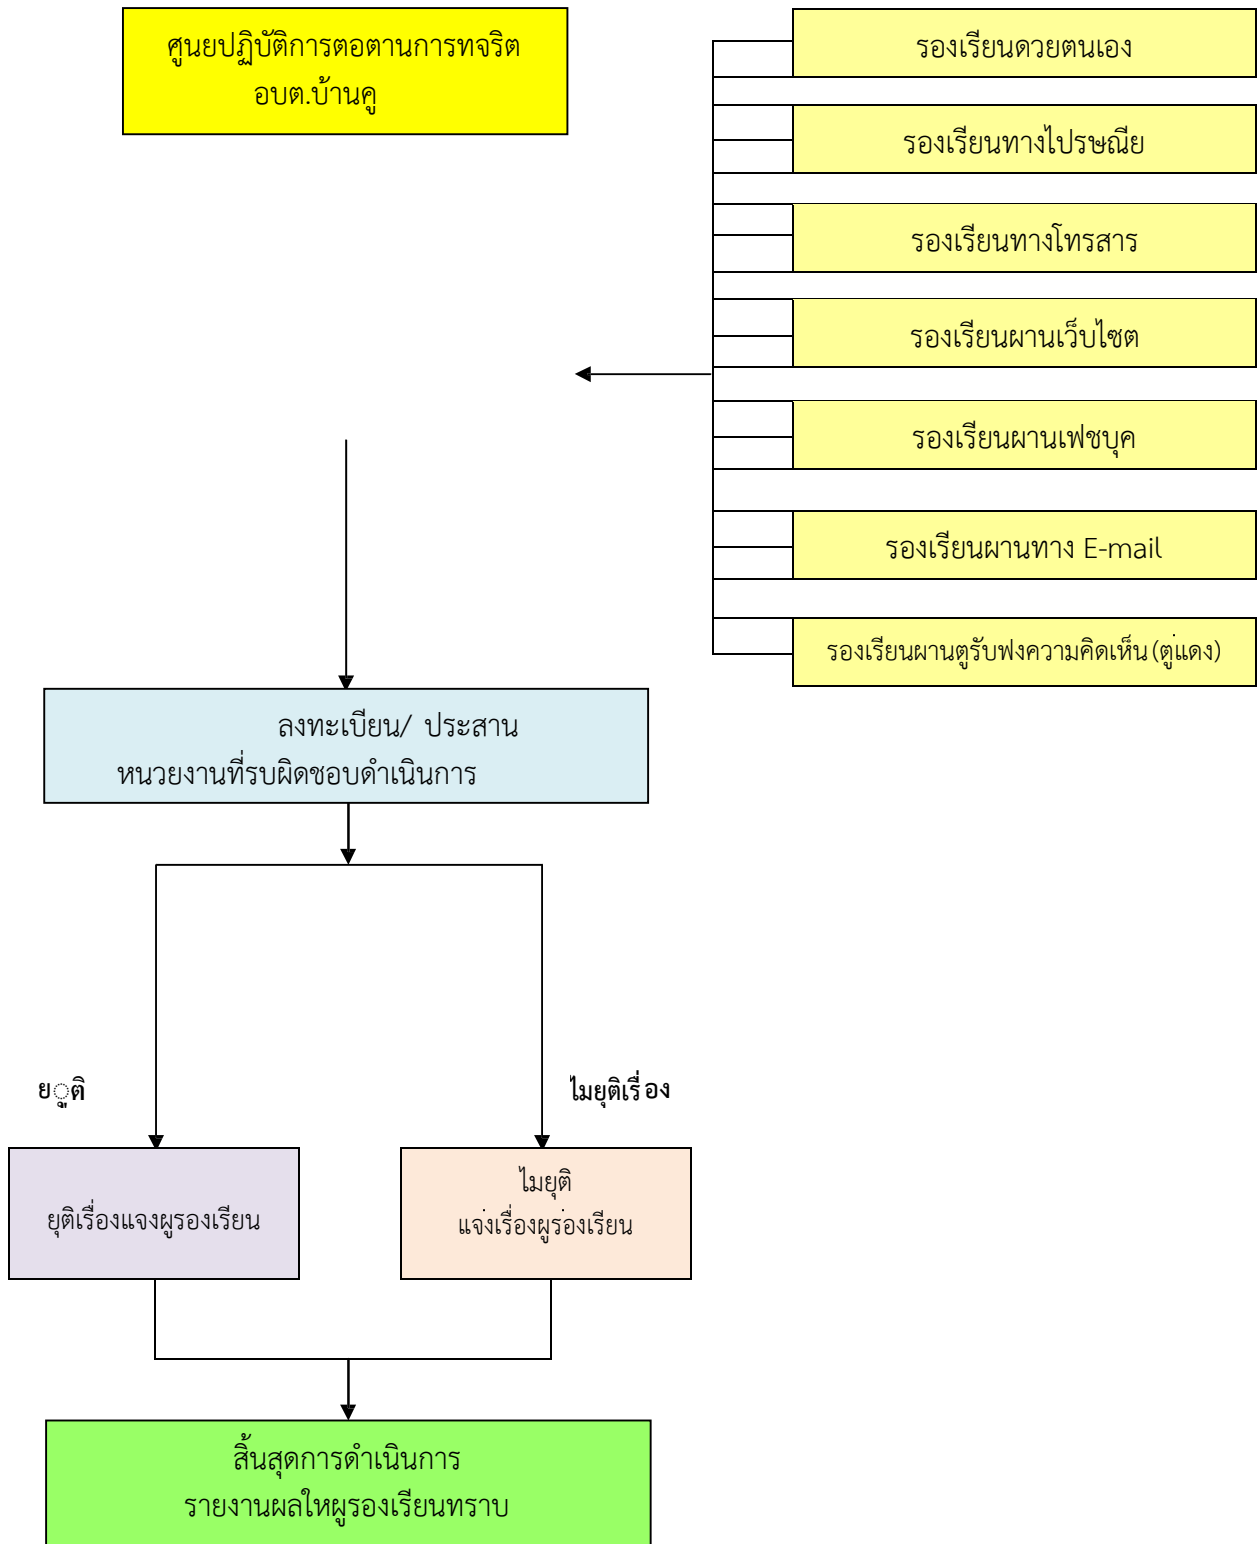 ศูนยปฏิบัติการตอตานการทจริต
อบต.บ้านคู
รองเรียนดวยตนเอง
รองเรียนทางไปรษณีย
รองเรียนทางโทรสาร
รองเรียนผานเว็บไซต
รองเรียนผานเฟซบุค
รองเรียนผานทาง E-mail
รองเรียนผานตูรับฟงความคิดเห็น (ตู่แดง)
ลงทะเบียน/ ประสาน
หนวยงานที่รบผิดชอบดำเนินการ
ยูติ
ไมยุติเรื่อง
ยุติเรื่องแจงผูรองเรียน
ไมยุติ
แจ่งเรื่องผูร่องเรียน
สิ้นสุดการดำเนินการ
รายงานผลใหผูรองเรียนทราบ